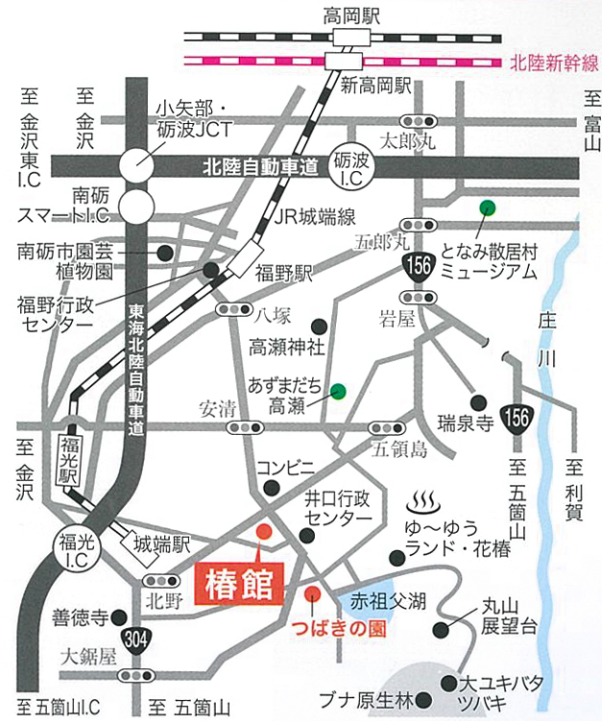 高岡駅
北陸新幹線
新高岡駅
至 金沢東I.C
至 金沢
小矢部・
砺波JCT
太郎丸
至 富山
北陸自動車道
砺波
I.C
南砺
スマートI.C
JR城端線
五郎丸
となみ散居村
ミュージアム
南砺市園芸
植物園
福野駅
156
福野行政
センター
八塚
岩屋
庄川
東海北陸自動車道
高瀬神社
あずまだち
高瀬
安清
五領島
瑞泉寺
156
至 金沢
福光駅
コンビニ
至 五箇山
至 利賀
井口行政
センター
ゆ〜ゆう
ランド・花椿
福光
I.C
城端駅
椿館
北野
赤祖父湖
つばきの園
丸山
展望台
善徳寺
304
大鋸屋
大ユキバタ
ツバキ
ブナ原生林
至 五箇山I.C
至 五箇山